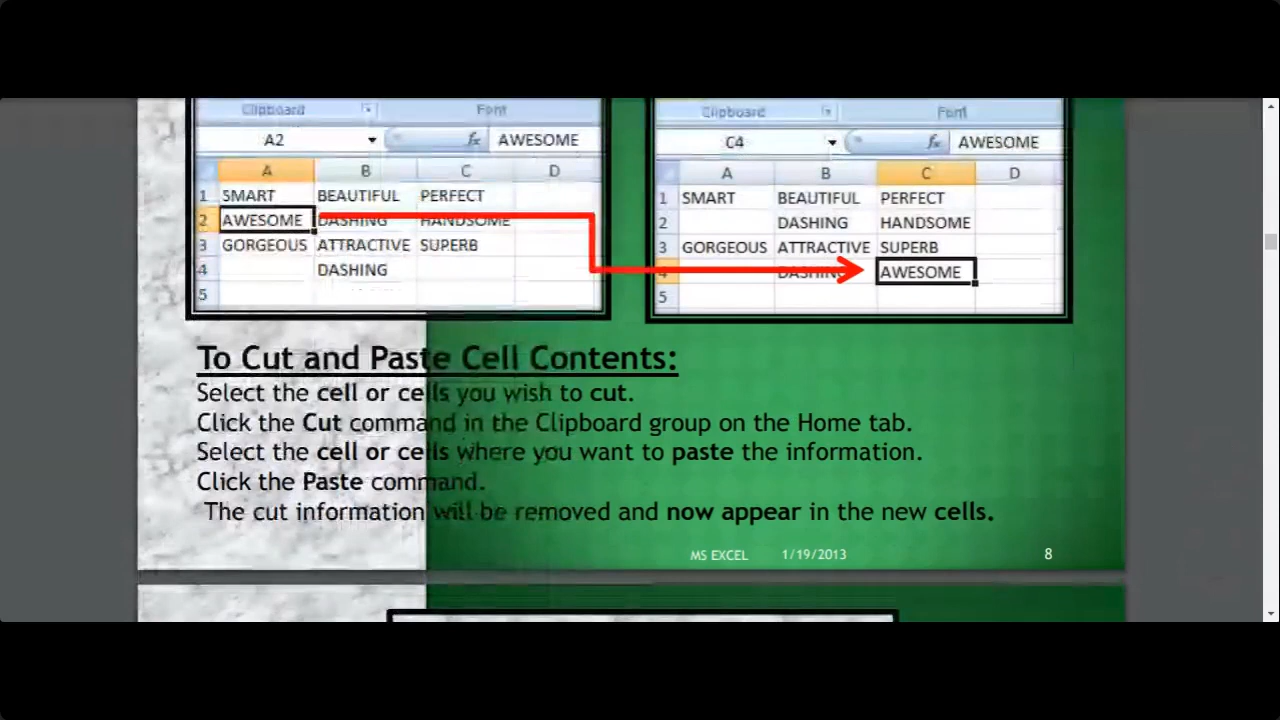 Clipboard Font
A2 fx AWESOME
A B C D
1 SMART BEAUTIFUL PERFECT
2 AWESOME DASHING HANDSOME
3 GORGEOUS ATTRACTIVE SUPERB
4 DASHING
5
Clipboard Font
C4 fx AWESOME
A B C D
1 SMART BEAUTIFUL PERFECT
2 DASHING HANDSOME
3 GORGEOUS ATTRACTIVE SUPERB
4 DASHING AWESOME
5
To Cut and Paste Cell Contents:
Select the cell or cells you wish to cut.
Click the Cut command in the Clipboard group on the Home tab.
Select the cell or cells where you want to paste the information.
Click the Paste command.
The cut information will be removed and now appear in the new cells.
MS EXCEL 1/19/2013 8